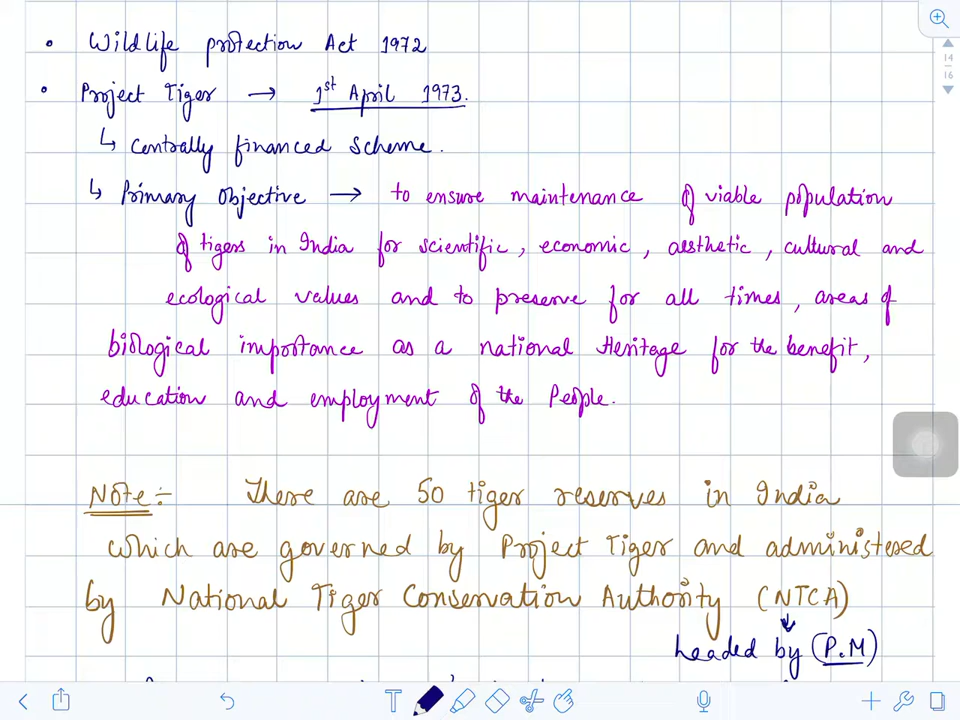 • Wildlife protection Act 1972
• Project Tiger → 1st April 1973.
↳ Centrally financed scheme.
↳ Primary Objective → to ensure maintenance of viable population
of tigers in India for scientific, economic, aesthetic, cultural and
ecological values and to preserve for all times, areas of
biological importance as a national Heritage for the benefit,
education and employment of the People.
Note:- There are 50 tiger reserves in India
which are governed by Project Tiger and administered
by National Tiger Conservation Authority (NTCA)
headed by (P.M)
14
16
T